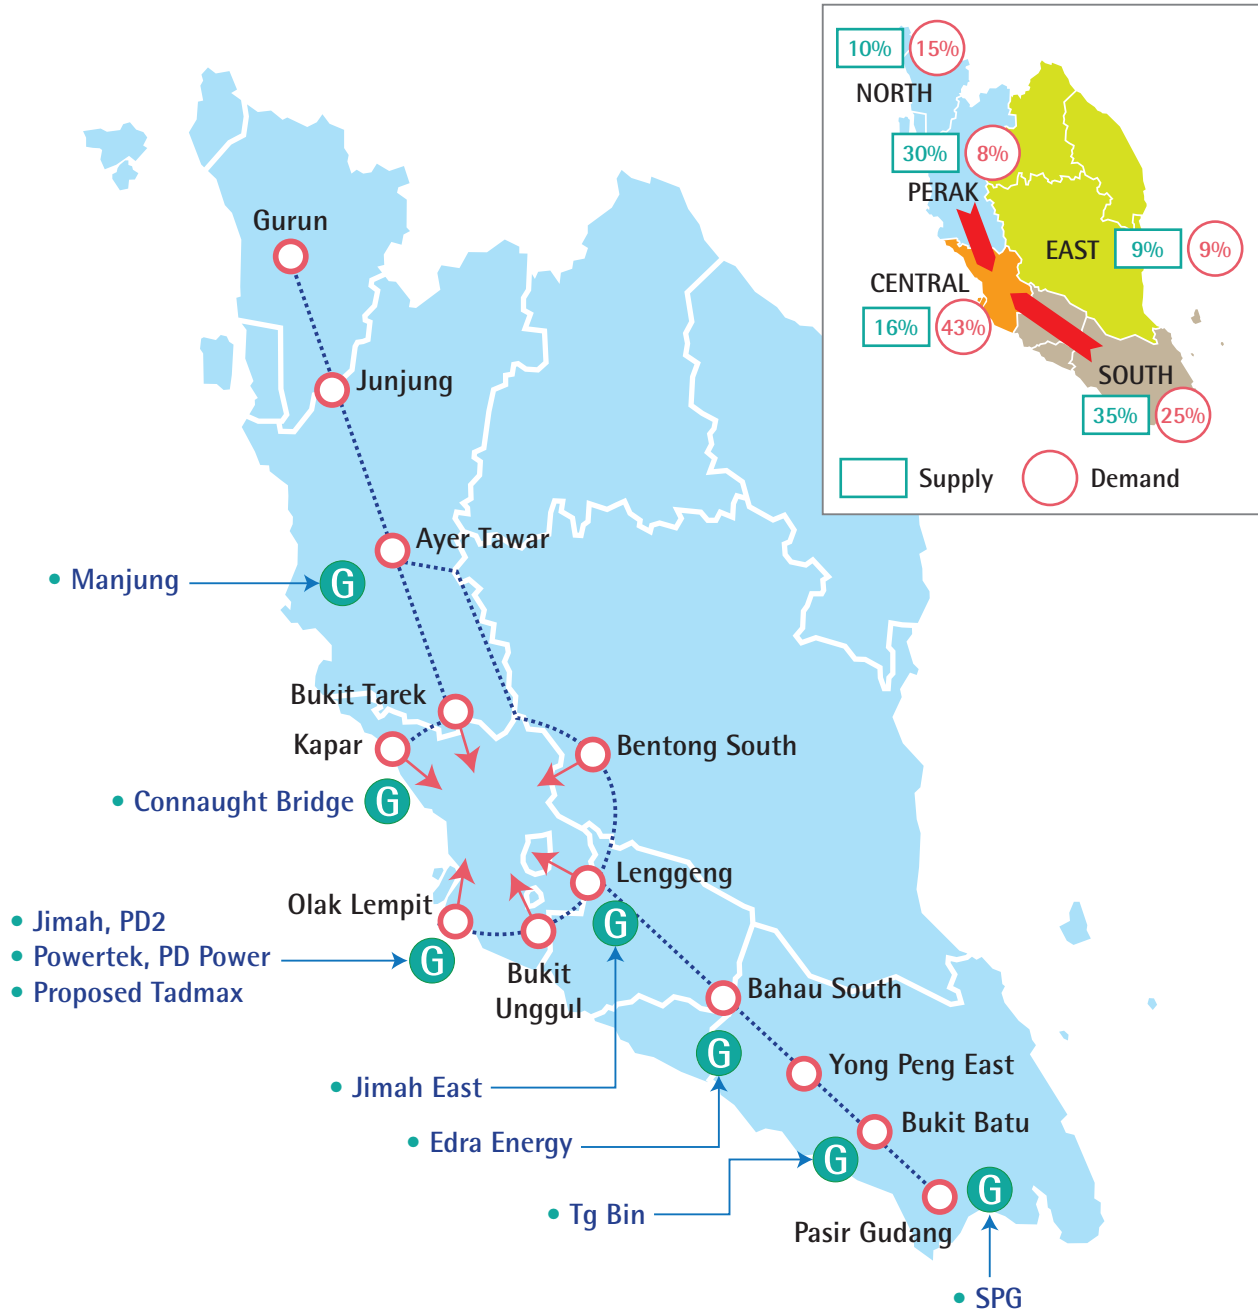 10% 15%
NORTH
30% 8%
PERAK
EAST 9% 9%
CENTRAL
16% 43%
SOUTH
35% 25%
Supply Demand
Gurun
Junjung
Ayer Tawar
• Manjung
G
Bukit Tarek
Kapar
Bentong South
• Connaught Bridge
G
Lenggeng
Olak Lempit
• Jimah, PD2
• Powertek, PD Power
• Proposed Tadmax
G
G
Bukit
Unggul
Bahau South
G
Yong Peng East
• Jimah East
Bukit Batu
• Edra Energy
G
G
• Tg Bin
Pasir Gudang
• SPG